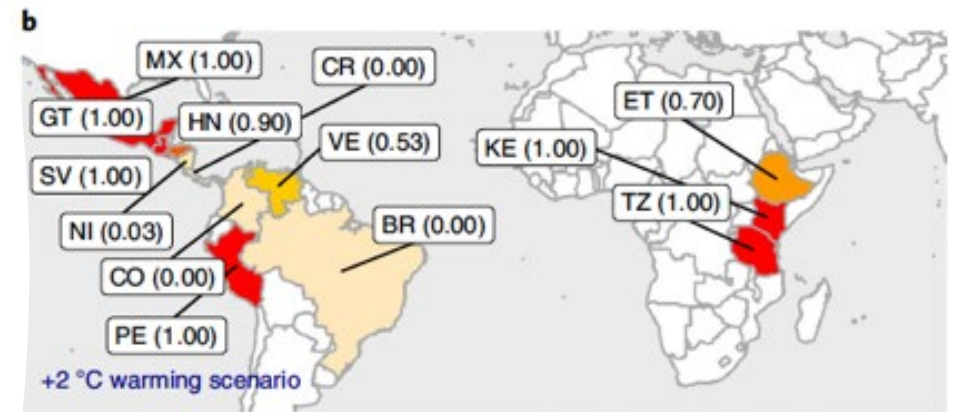 b
MX (1.00)
CR (0.00)
GT (1.00)
HN (0.90)
VE (0.53)
SV (1.00)
NI (0.03)
BR (0.00)
CO (0.00)
PE (1.00)
ET (0.70)
KE (1.00)
TZ (1.00)
+2 °C warming scenario